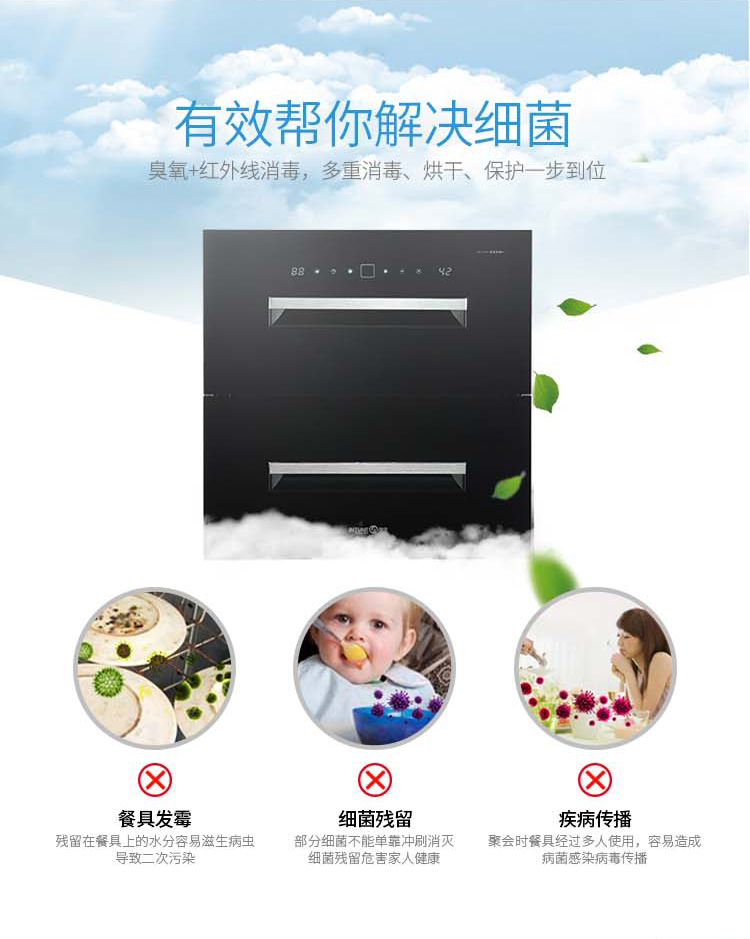 有效帮你解决细菌
臭氧+红外线消毒，多重消毒、烘干、保护一步到位
88 42
餐具发霉
残留在餐具上的水分容易滋生病虫
导致二次污染
细菌残留
部分细菌不能单靠冲刷消灭
细菌残留危害家人健康
疾病传播
聚会时餐具经过多人使用，容易造成
病菌感染病毒传播